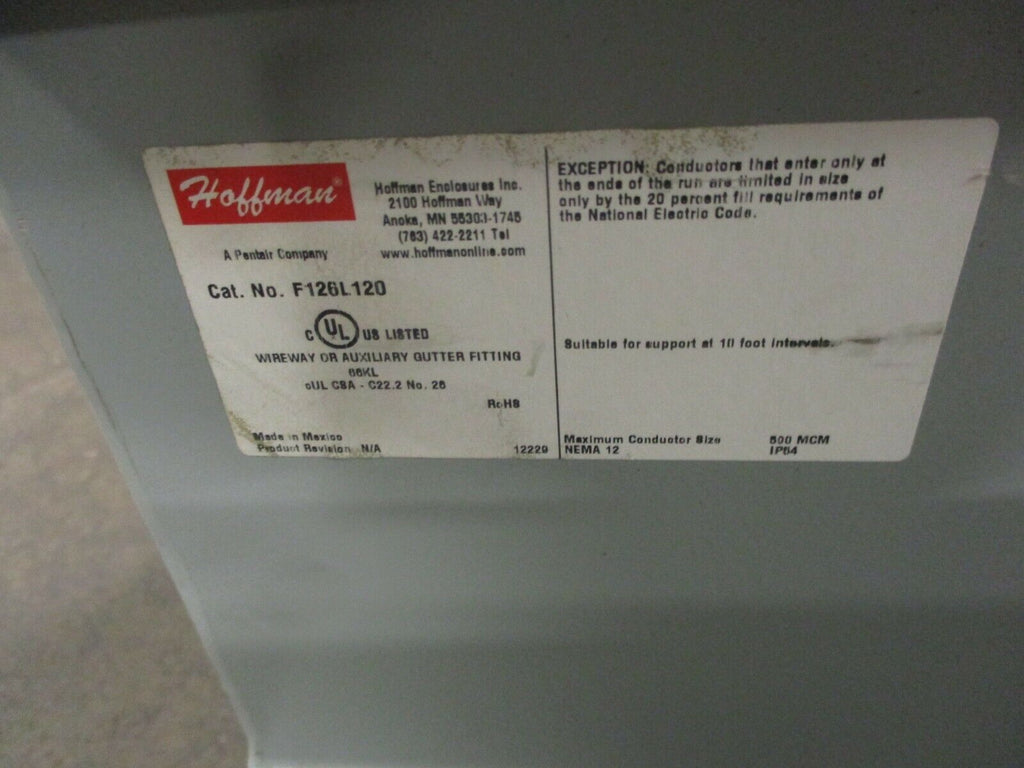 Hoffman®
A Pentair Company
Hoffman Enclosures Inc.
2100 Hoffman Way
Anoka, MN 55303-1745
(763) 422-2211 Tel
www.hoffmanonline.com
Cat. No. F126L120
C UL US LISTED
WIREWAY OR AUXILIARY GUTTER FITTING
66KL
cUL CSA - C22.2 No. 26
RoHS
Made in Mexico
Product Revision N/A
12229
EXCEPTION: Conductors that enter only at
the ends of the run are limited in size
only by the 20 percent fill requirements of
the National Electric Code.
Suitable for support at 10 foot intervals.
Maximum Conductor Size 500 MCM
NEMA 12 IP54